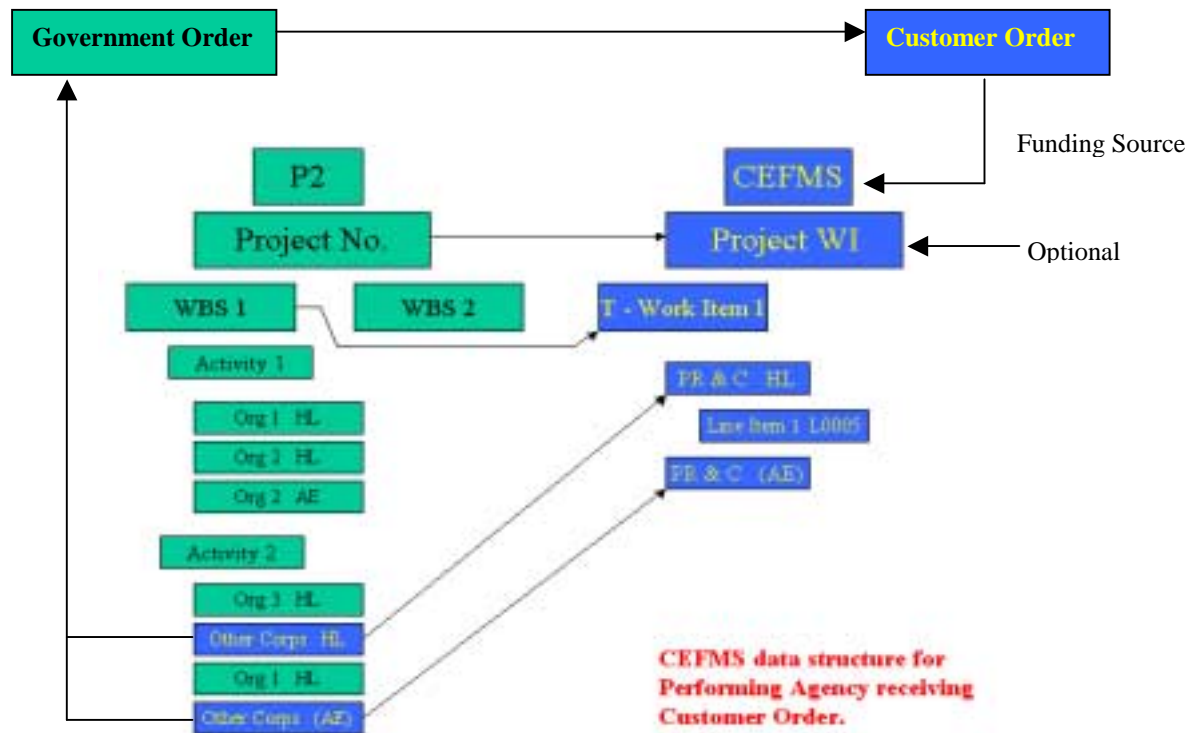 Government Order
Customer Order
Funding Source
P2
CEFMS
Project No.
Project WI
Optional
WBS 1
WBS 2
T - Work Item 1
Activity 1
PR & C HL
Org 1 HL
Line Item 1 L0005
Org 2 HL
PR & C (AE)
Org 2 AE
Activity 2
Org 3 HL
Other Corps HL
Org 1 HL
Other Corps (AE)
CEFMS data structure for
Performing Agency receiving
Customer Order.